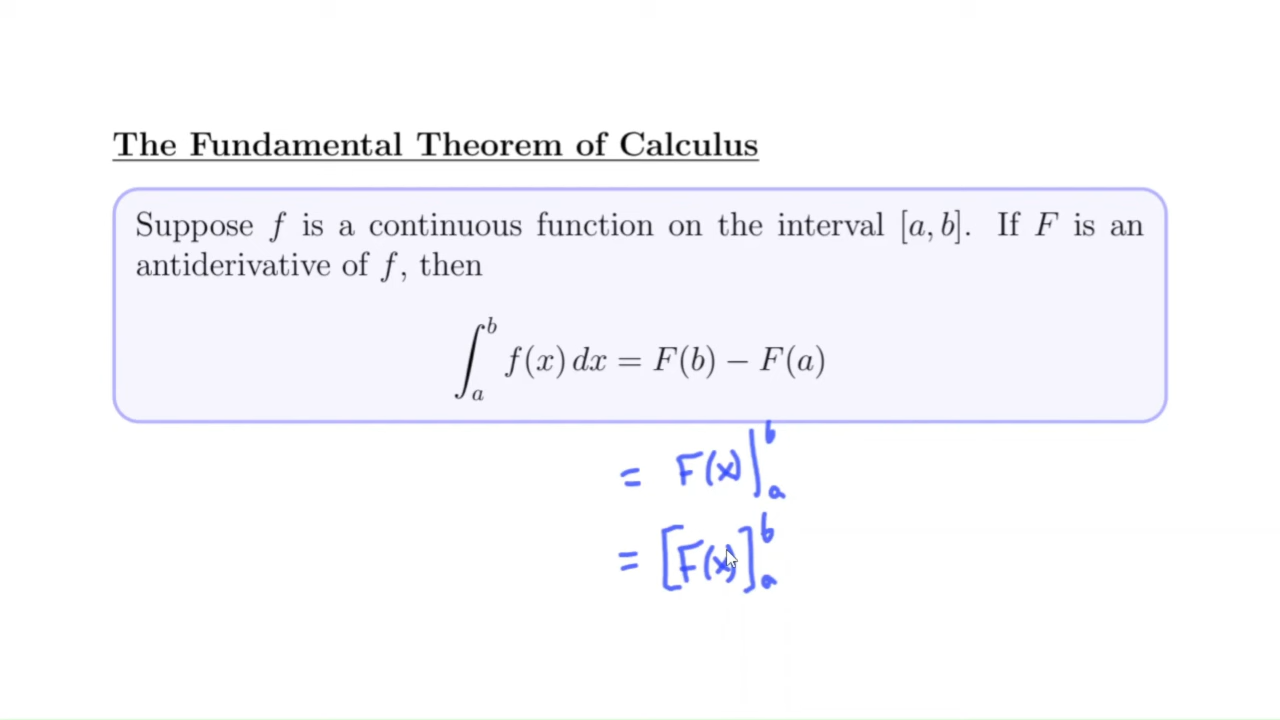 The Fundamental Theorem of Calculus
Suppose f is a continuous function on the interval [a, b]. If F is an
antiderivative of f, then
∫_a^b f(x) dx = F(b) − F(a)
= F(x)|_a^b
= [F(x)]_a^b